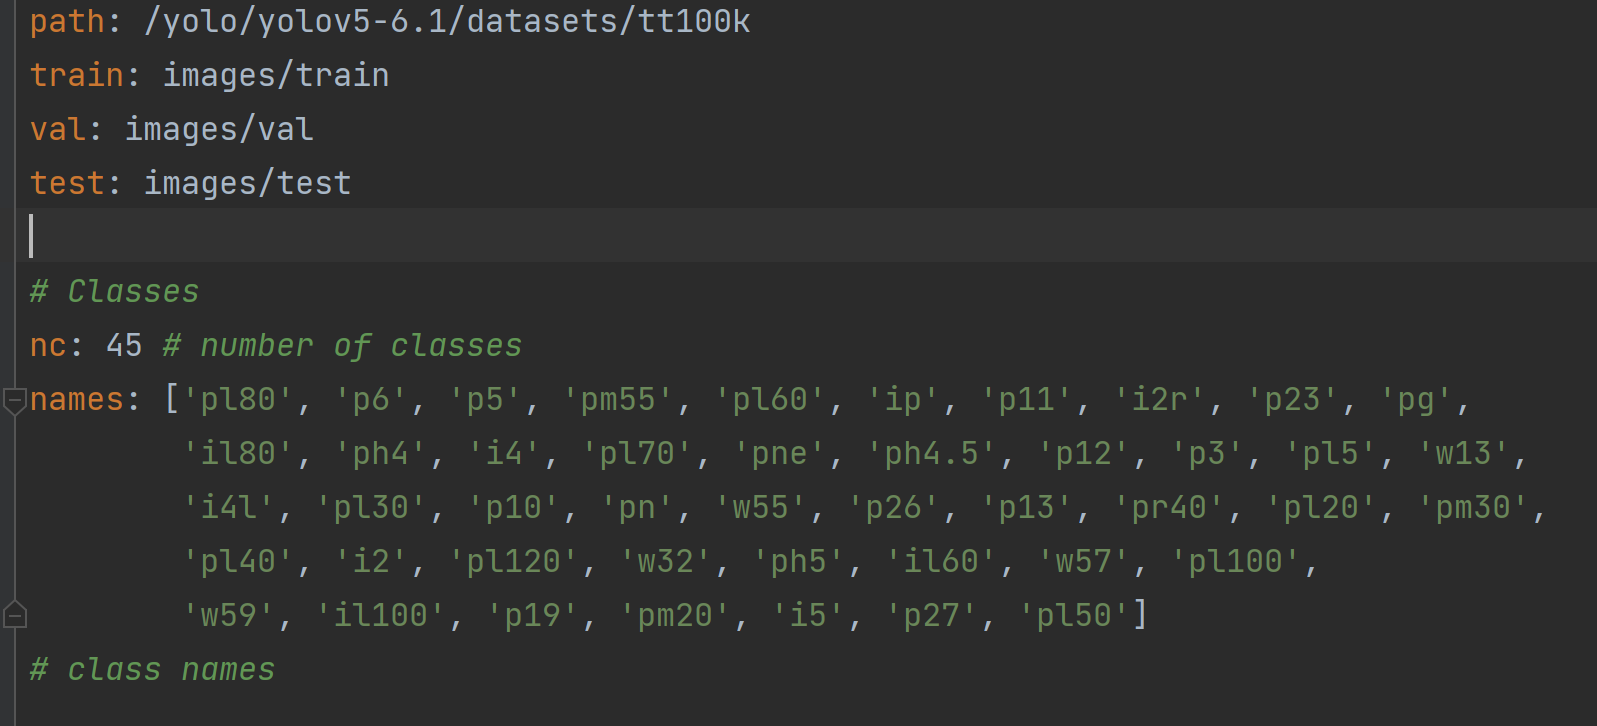 path: /yolo/yolov5-6.1/datasets/tt100k
train: images/train
val: images/val
test: images/test
# Classes
nc: 45 # number of classes
names: ['pl80', 'p6', 'p5', 'pm55', 'pl60', 'ip', 'p11', 'i2r', 'p23', 'pg',
'il80', 'ph4', 'i4', 'pl70', 'pne', 'ph4.5', 'p12', 'p3', 'pl5', 'w13',
'i4l', 'pl30', 'p10', 'pn', 'w55', 'p26', 'p13', 'pr40', 'pl20', 'pm30',
'pl40', 'i2', 'pl120', 'w32', 'ph5', 'il60', 'w57', 'pl100',
'w59', 'il100', 'p19', 'pm20', 'i5', 'p27', 'pl50']
# class names